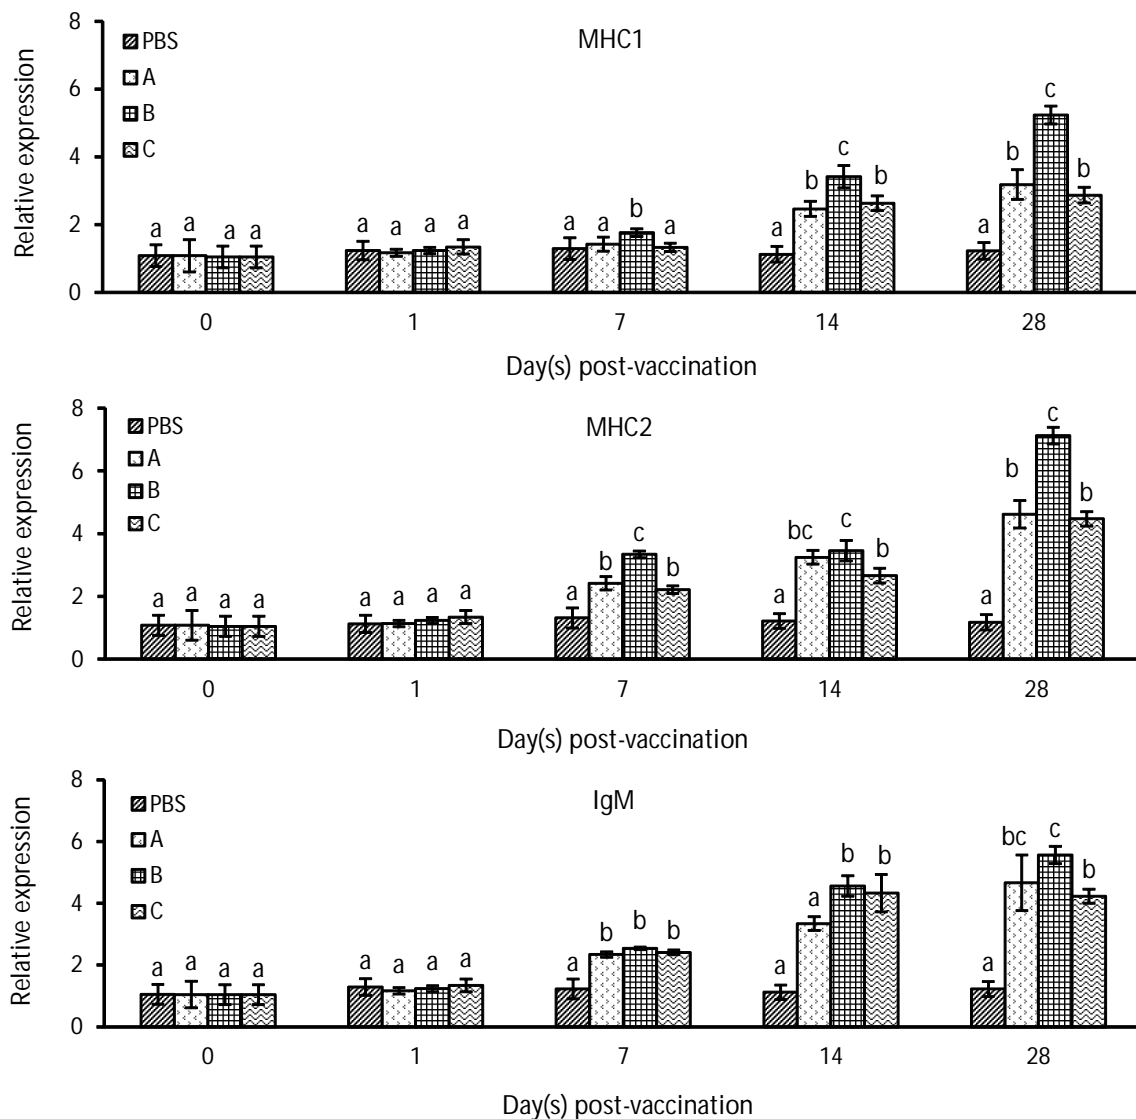 MHC1
Relative expression
8
6
4
2
0
PBS
A
B
C
a a a a
a a a a
a a b a
a b c b
a b c b
0 1 7 14 28
Day(s) post-vaccination
MHC2
Relative expression
8
6
4
2
0
PBS
A
B
C
a a a a
a a a a
a b c b
a bc c b
a b c b
0 1 7 14 28
Day(s) post-vaccination
IgM
Relative expression
8
6
4
2
0
PBS
A
B
C
a a a a
a a a a
a b b b
a a b b
a bc c b
0 1 7 14 28
Day(s) post-vaccination